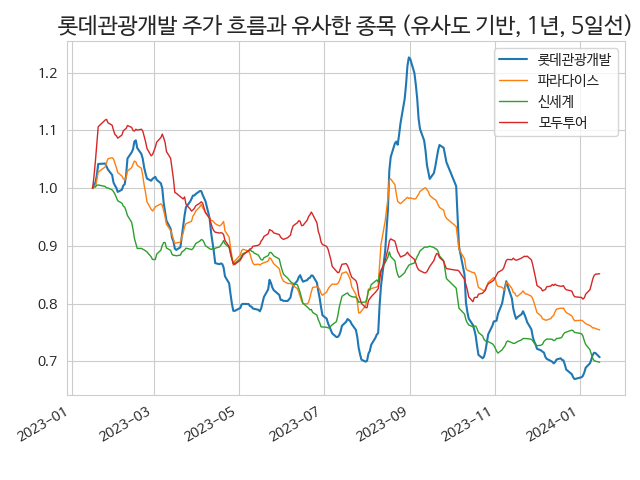 롯데관광개발 주가 흐름과 유사한 종목 (유사도 기반, 1년, 5일선)
롯데관광개발
파라다이스
신세계
모두투어
1.2
1.1
1.0
0.9
0.8
0.7
2023-01
2023-03
2023-05
2023-07
2023-09
2023-11
2024-01